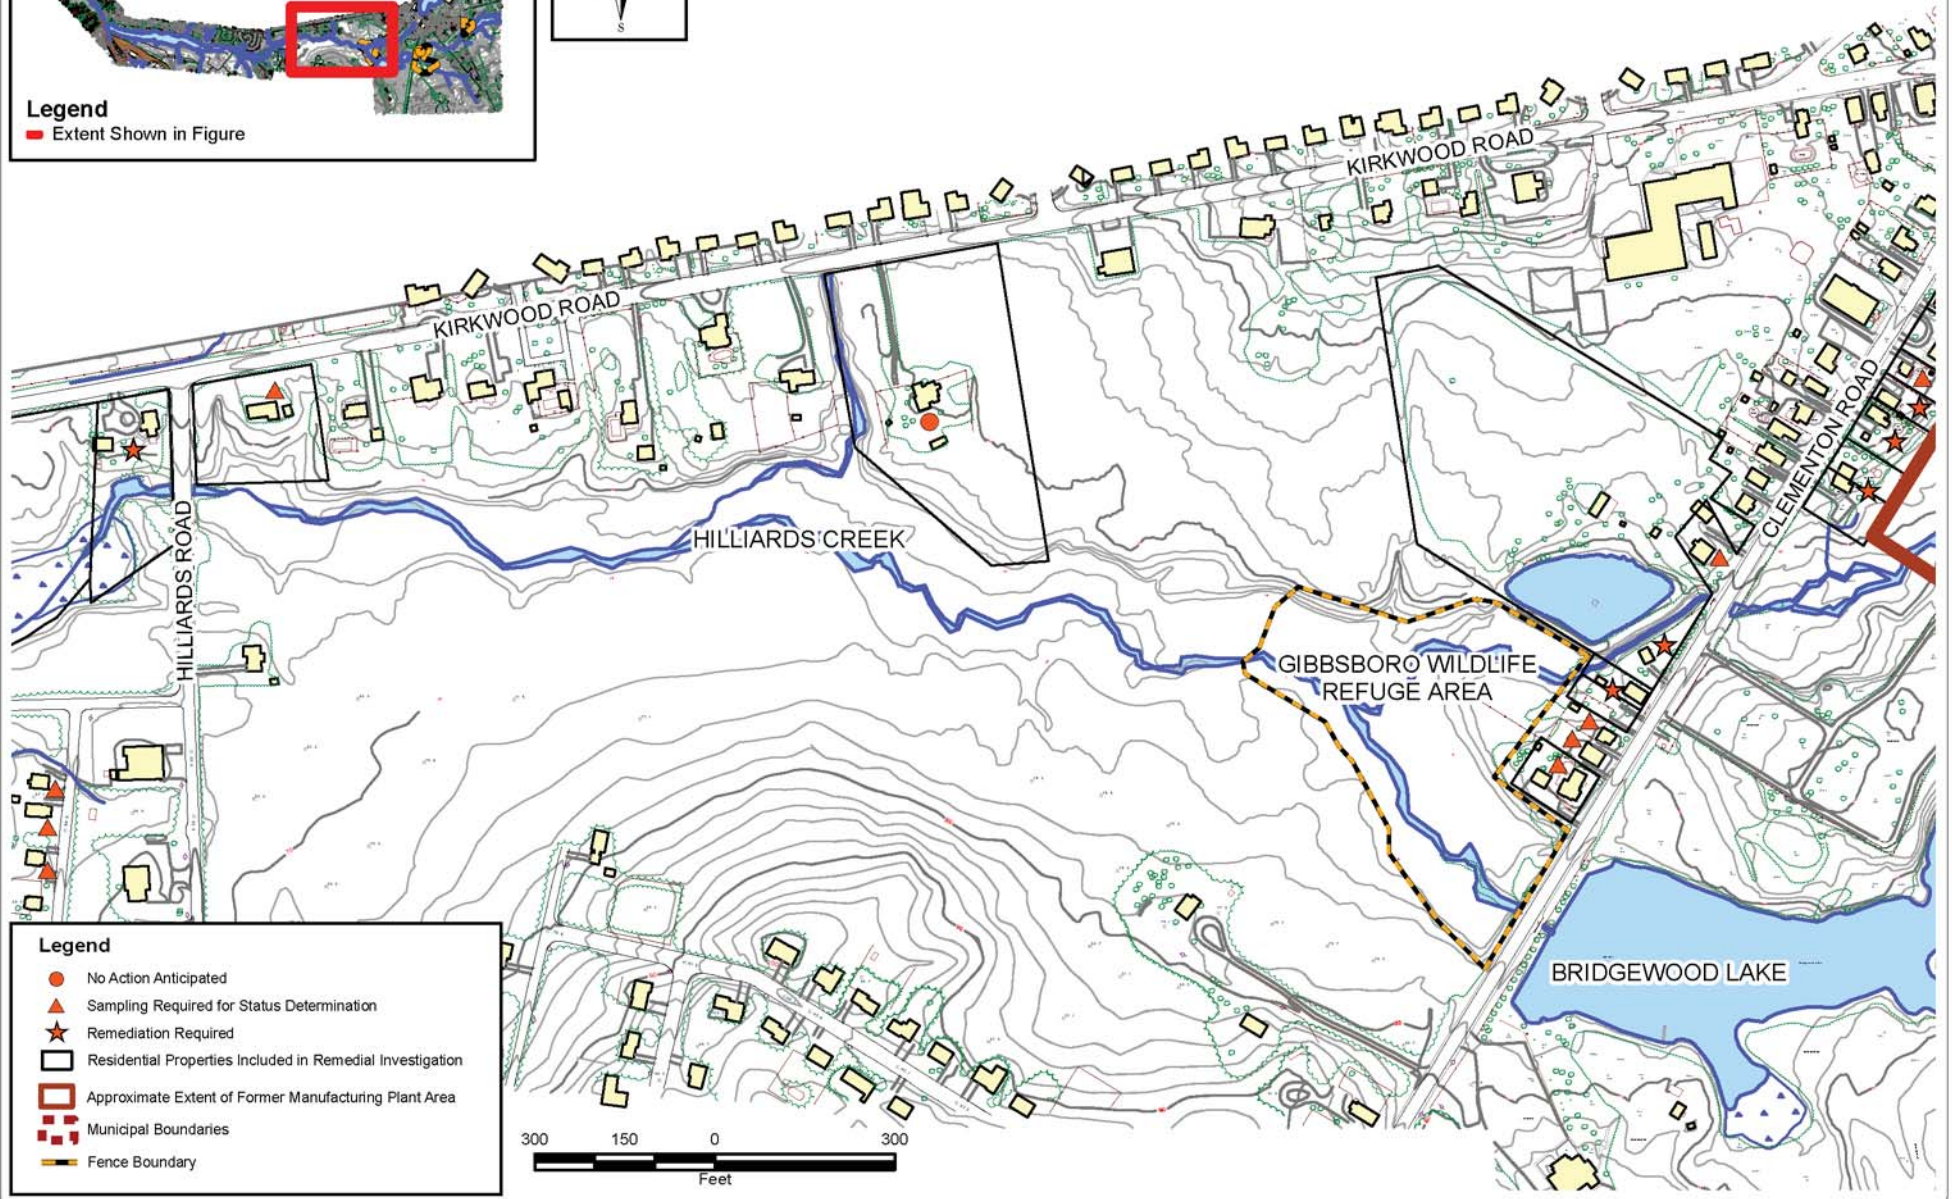 S
Legend
Extent Shown in Figure
KIRKWOOD ROAD
KIRKWOOD ROAD
CLEMENTON ROAD
HILLIARDS CREEK
HILLIARDS ROAD
GIBBSBORO WILDLIFE
REFUGE AREA
BRIDGEWOOD LAKE
Legend
No Action Anticipated
Sampling Required for Status Determination
Remediation Required
Residential Properties Included in Remedial Investigation
Approximate Extent of Former Manufacturing Plant Area
Municipal Boundaries
Fence Boundary
300 150 0 300
Feet